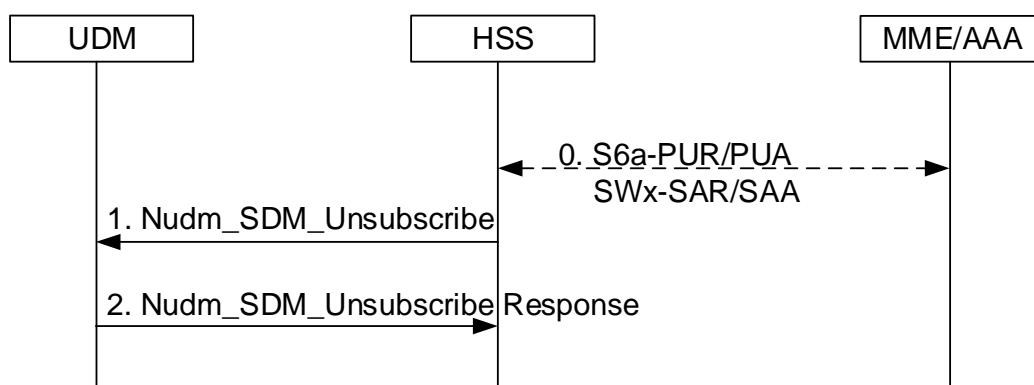 UDM
HSS
MME/AAA
0. S6a-PUR/PUA
SWx-SAR/SAA
1. Nudm_SDM_Unsubscribe
2. Nudm_SDM_Unsubscribe Response